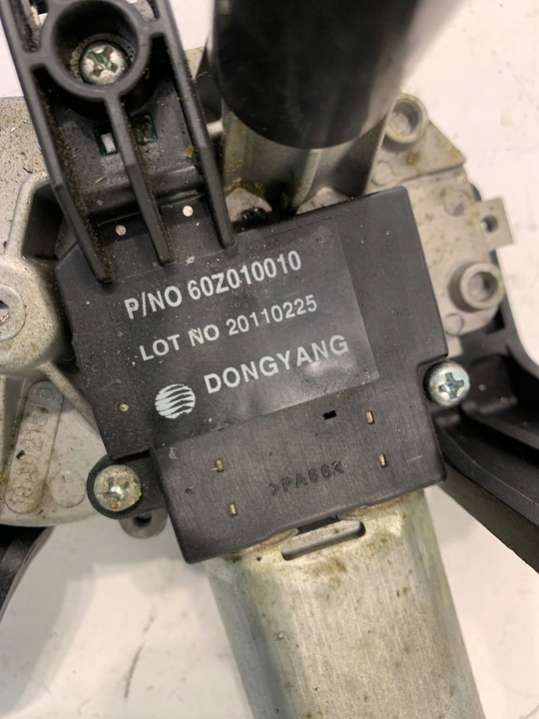 P/NO 60Z010010
LOT NO 20110225
DONGYANG
>PA66<